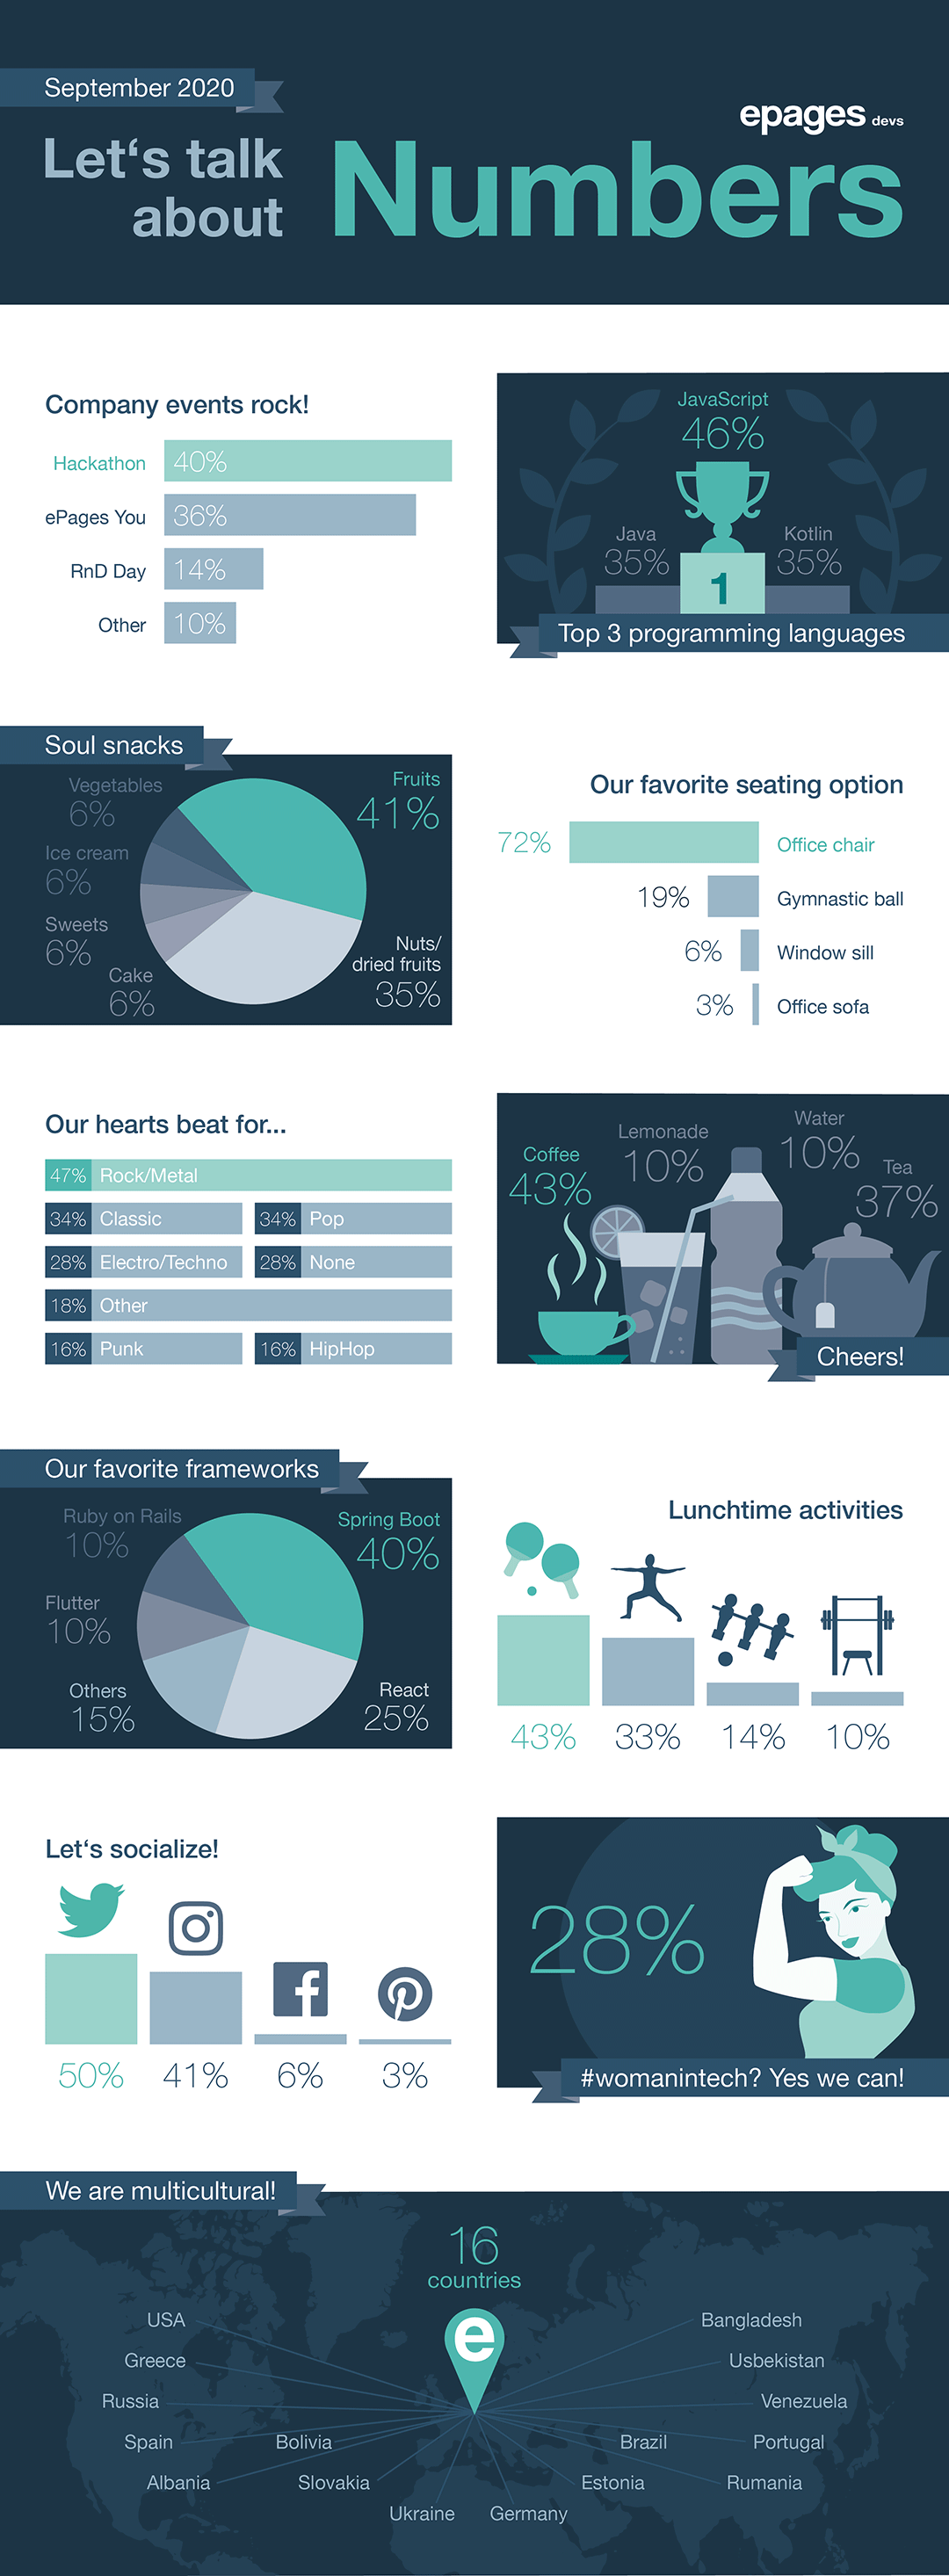 September 2020
epages devs
Let‘s talk
about
Numbers
Company events rock!
Hackathon 40%
ePages You 36%
RnD Day 14%
Other 10%
JavaScript
46%
Java
35%
Kotlin
35%
1
Top 3 programming languages
Soul snacks
Vegetables
6%
Ice cream
6%
Sweets
6%
Cake
6%
Fruits
41%
Nuts/
dried fruits
35%
Our favorite seating option
72% Office chair
19% Gymnastic ball
6% Window sill
3% Office sofa
Our hearts beat for...
47% Rock/Metal
34% Classic 34% Pop
28% Electro/Techno 28% None
18% Other
16% Punk 16% HipHop
Coffee
43%
Lemonade
10%
Water
10%
Tea
37%
Cheers!
Our favorite frameworks
Ruby on Rails
10%
Flutter
10%
Others
15%
Spring Boot
40%
React
25%
Lunchtime activities
43% 33% 14% 10%
Let‘s socialize!
50% 41% 6% 3%
28%
#womanintech? Yes we can!
We are multicultural!
16
countries
e
USA Bangladesh
Greece Usbekistan
Russia Venezuela
Spain Bolivia Brazil Portugal
Albania Slovakia Estonia Rumania
Ukraine Germany